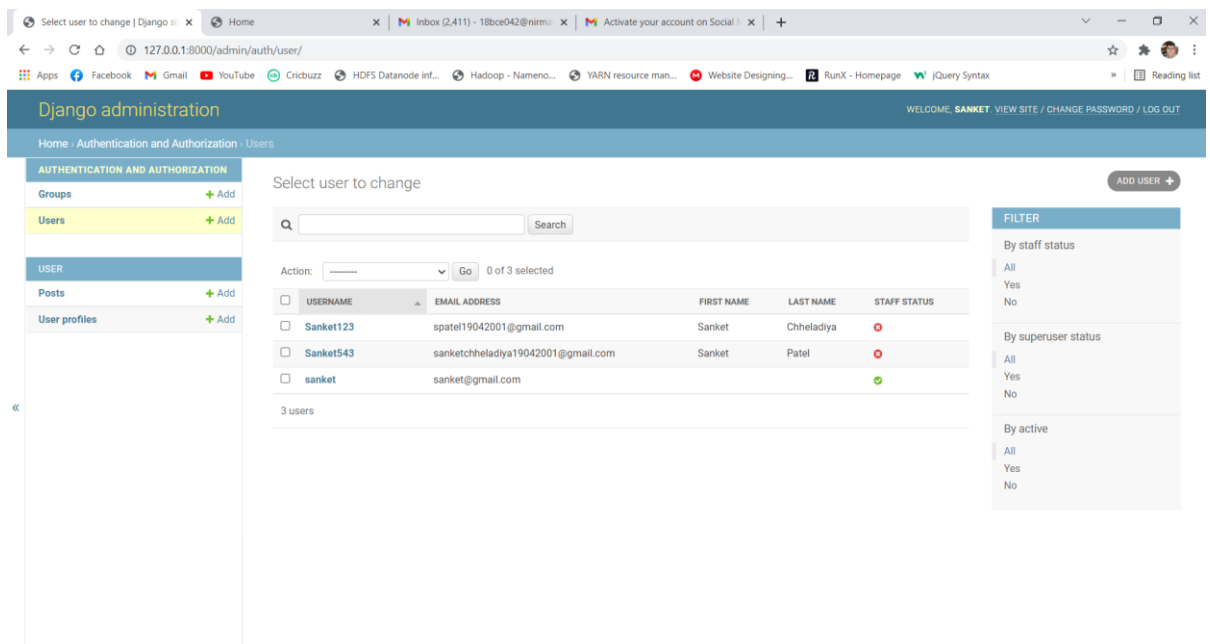 Select user to change | Django si
Home
Inbox (2,411) - 18bce042@nirma
Activate your account on Social
127.0.0.1:8000/admin/auth/user/
Apps Facebook Gmail YouTube Cricbuzz HDFS Datanode inf... Hadoop - Nameno... YARN resource man... Website Designing... RunX - Homepage jQuery Syntax » Reading list
Django administration
WELCOME, SANKET. VIEW SITE / CHANGE PASSWORD / LOG OUT
Home › Authentication and Authorization › Users
AUTHENTICATION AND AUTHORIZATION
Groups + Add
Users + Add
USER
Posts + Add
User profiles + Add
«
Select user to change
ADD USER +
Search
Action: --------- Go 0 of 3 selected
USERNAME EMAIL ADDRESS FIRST NAME LAST NAME STAFF STATUS
Sanket123 spatel19042001@gmail.com Sanket Chheladiya
Sanket543 sanketchheladiya19042001@gmail.com Sanket Patel
sanket sanket@gmail.com
3 users
FILTER
By staff status
All
Yes
No
By superuser status
All
Yes
No
By active
All
Yes
No